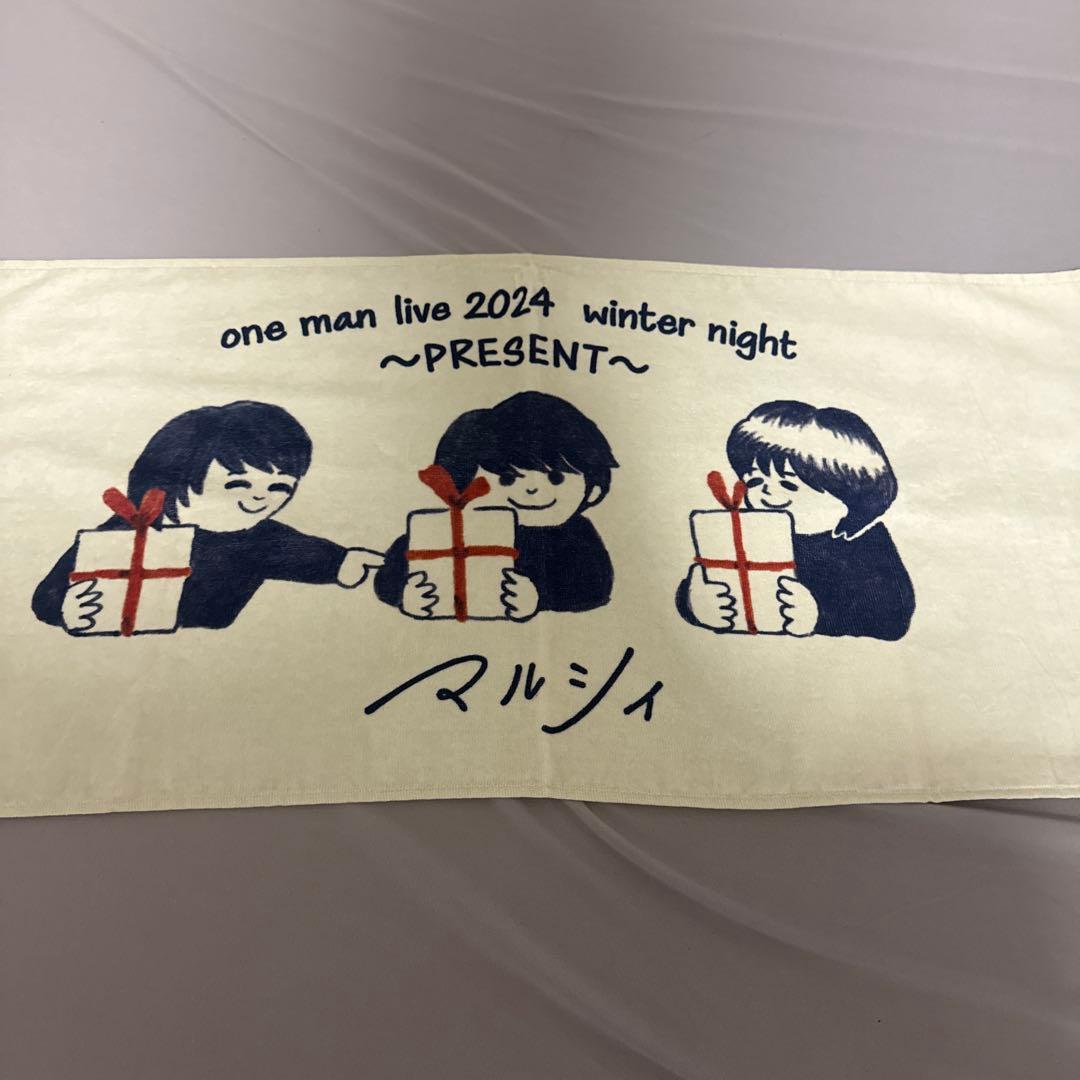 one man live 2024 winter night
～PRESENT～
マルシィ